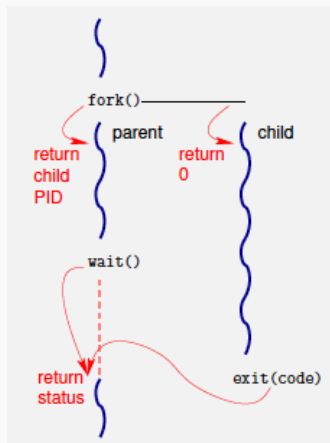 fork()
parent
child
return
child
PID
return
0
wait()
return
status
exit(code)